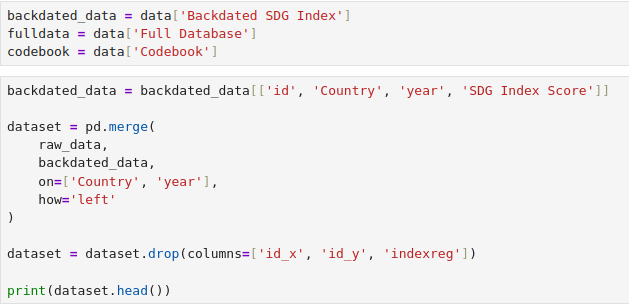 backdated_data = data['Backdated SDG Index']
fulldata = data['Full Database']
codebook = data['Codebook']
backdated_data = backdated_data[['id', 'Country', 'year', 'SDG Index Score']]
dataset = pd.merge(
    raw_data,
    backdated_data,
    on=['Country', 'year'],
    how='left'
)
dataset = dataset.drop(columns=['id_x', 'id_y', 'indexreg'])
print(dataset.head())